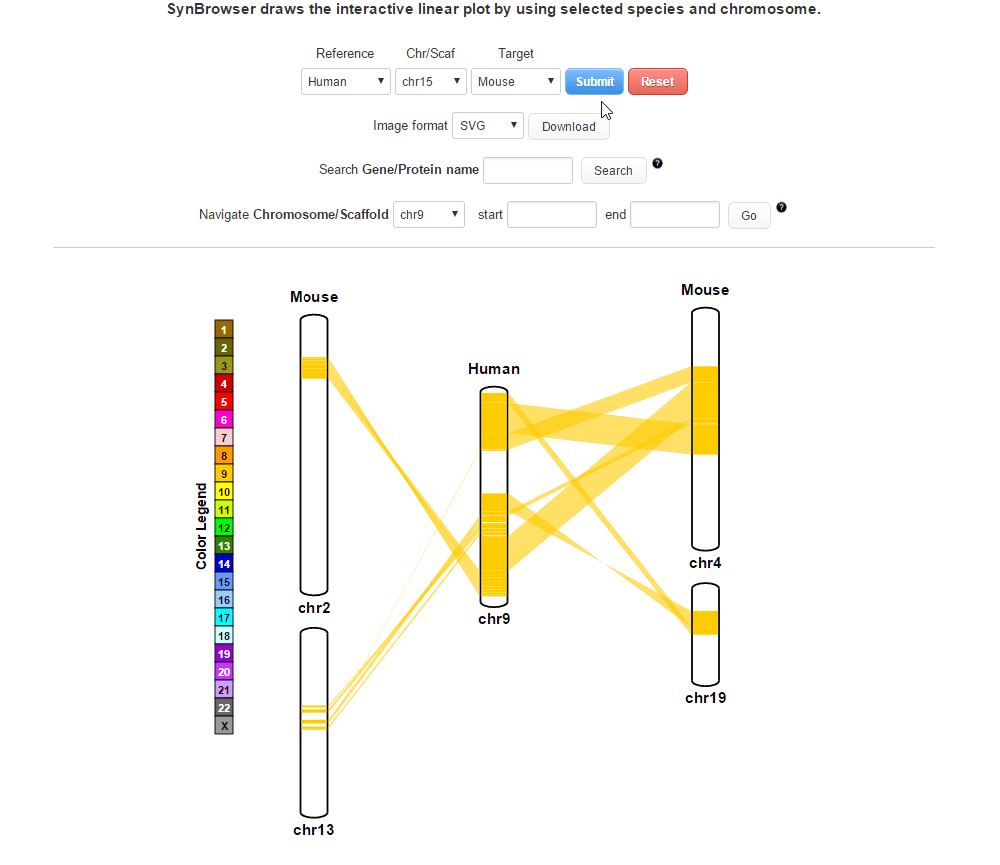 SynBrowser draws the interactive linear plot by using selected species and chromosome.
Reference Chr/Scaf Target
Human chr15 Mouse Submit Reset
Image format SVG Download
Search Gene/Protein name Search ?
Navigate Chromosome/Scaffold chr9 start end Go ?
Mouse
Human
Mouse
Color Legend
1
2
3
4
5
6
7
8
9
10
11
12
13
14
15
16
17
18
19
20
21
22
X
chr2
chr13
chr9
chr4
chr19